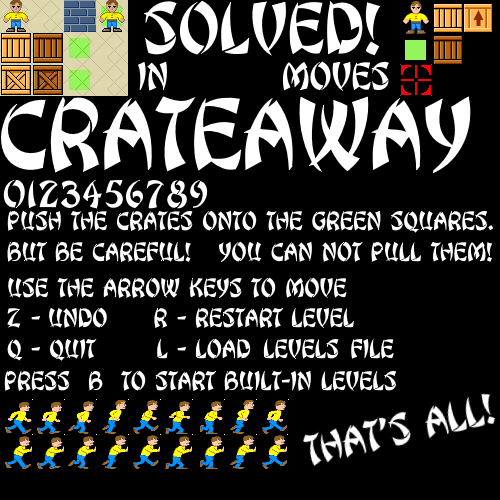 SOLVED!
IN MOVES
CRATEAWAY
0123456789
PUSH THE CRATES ONTO THE GREEN SQUARES.
BUT BE CAREFUL! YOU CAN NOT PULL THEM!
USE THE ARROW KEYS TO MOVE
Z - UNDO R - RESTART LEVEL
Q - QUIT L - LOAD LEVELS FILE
PRESS B TO START BUILT-IN LEVELS
THAT'S ALL!